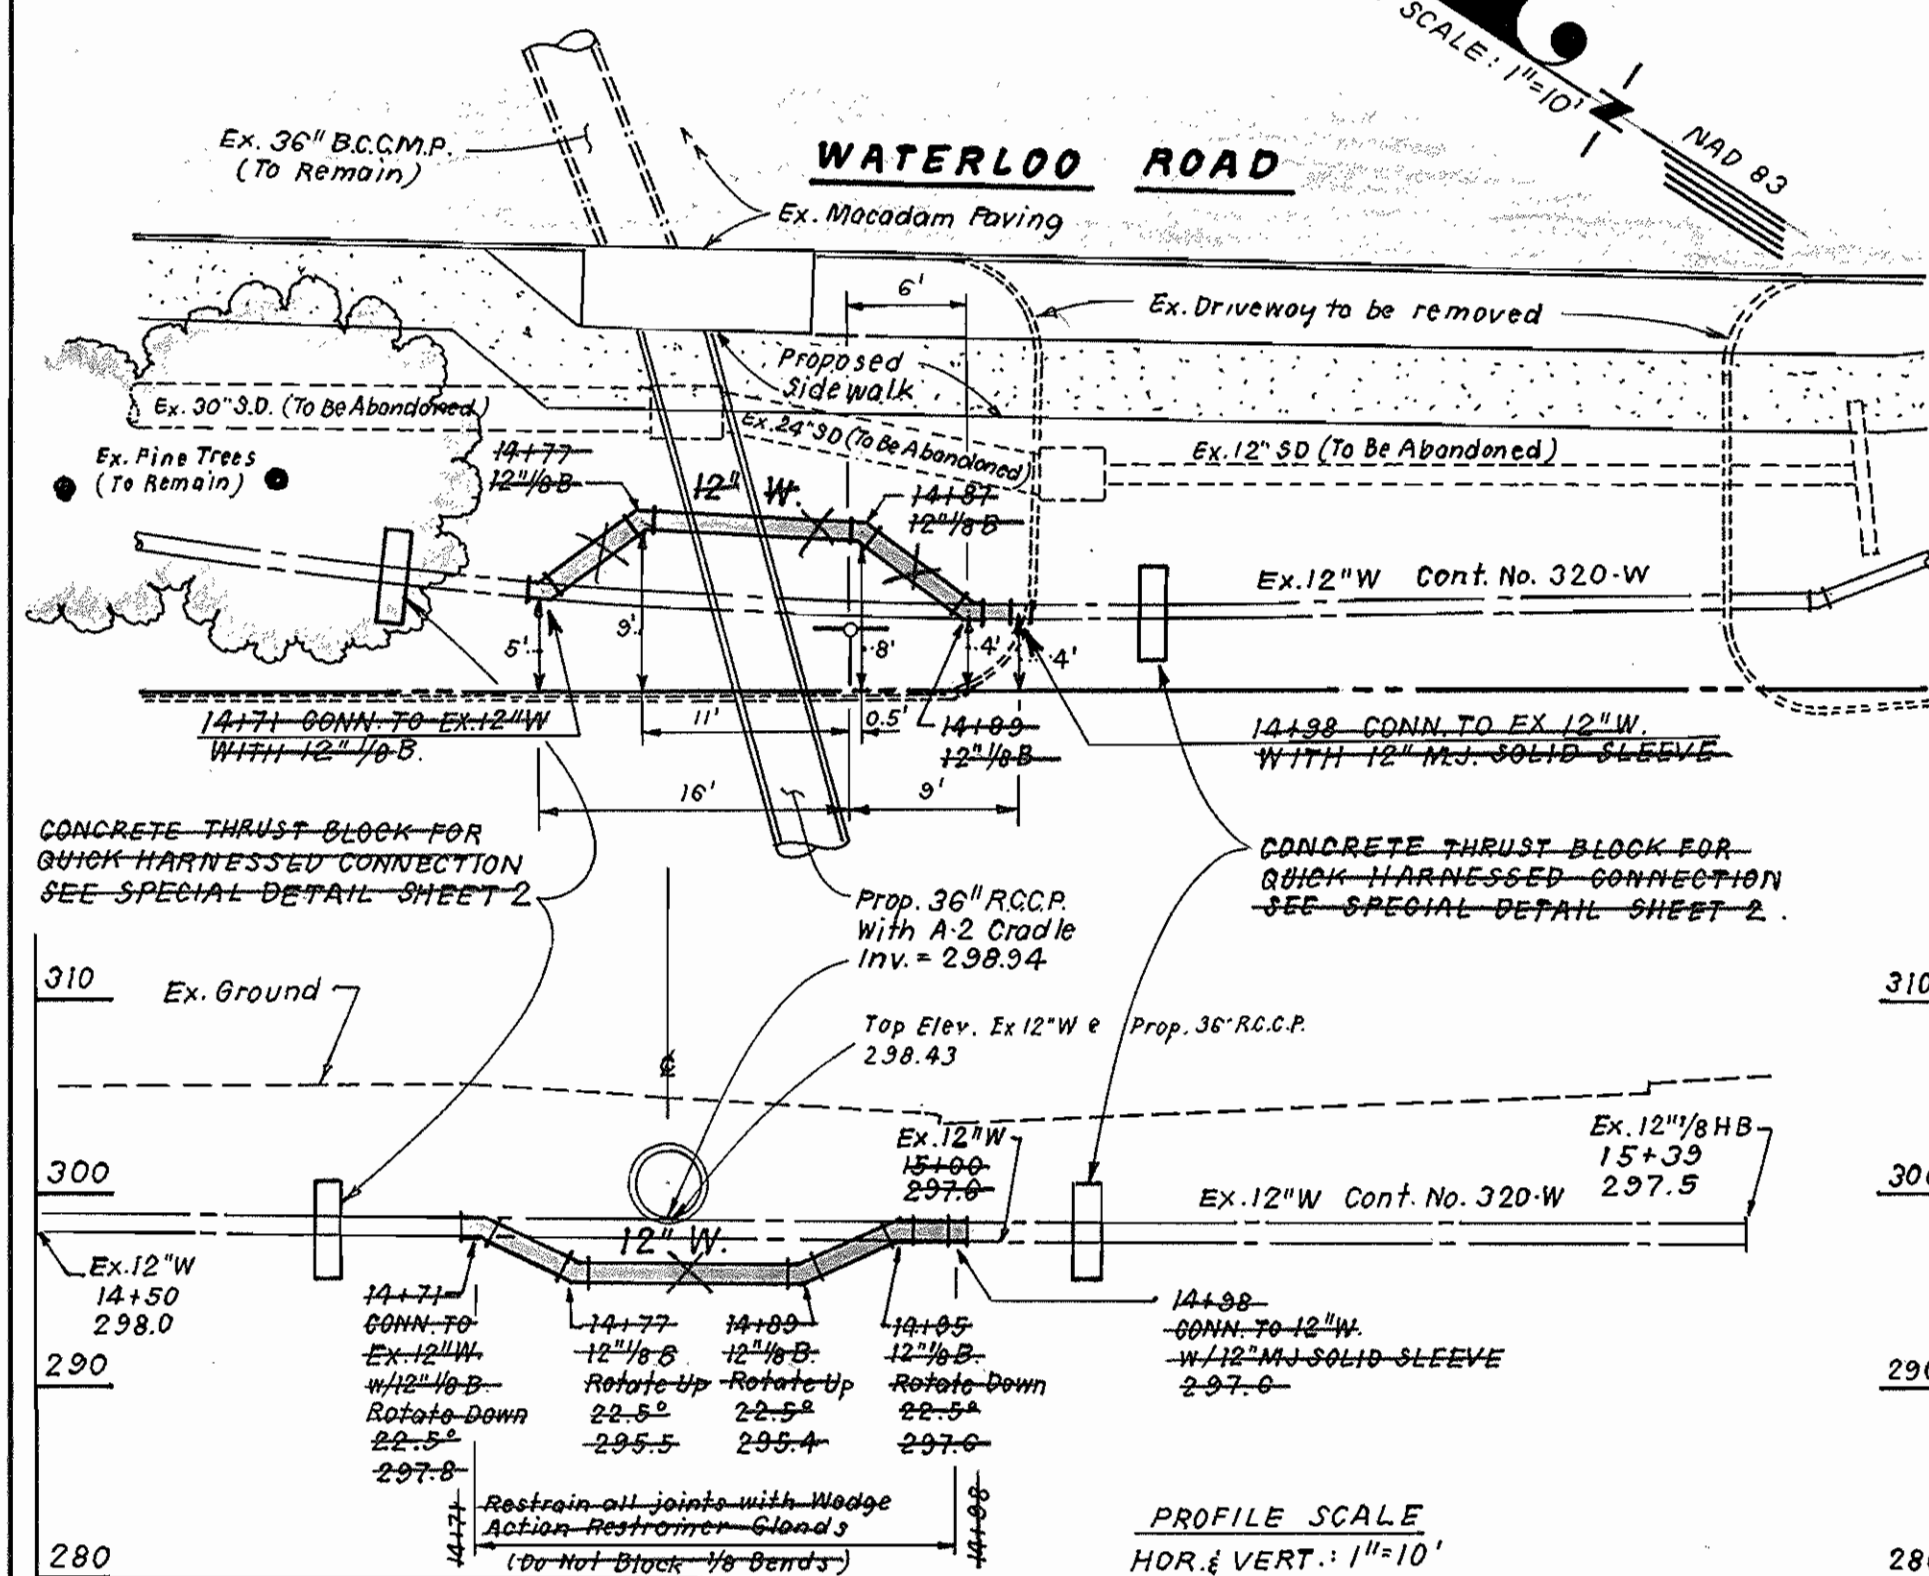 SCALE: 1"=10'
N
NAD 83
Ex. 36" B.C.C.M.P.
(To Remain)
WATERLOO ROAD
Ex. Macadam Paving
6'
Ex. Driveway to be removed
Proposed
Sidewalk
Ex. 30" S.D. (To Be Abandoned)
Ex. 24" SD (To Be Abandoned)
Ex. 12" SD (To Be Abandoned)
Ex. Pine Trees
(To Remain)
14+77
12" 1/8 B
12" W.
14+87
12" 1/8 B
Ex. 12" W Cont. No. 320-W
5'
9'
8'
4'
4'
14+71 CONN. TO EX. 12" W
WITH 12" 1/8 B.
11'
0.5'
14+89
12" 1/8 B
14+98 CONN. TO EX 12" W.
WITH 12" M.J. SOLID SLEEVE
16'
9'
CONCRETE THRUST BLOCK FOR
QUICK HARNESSED CONNECTION
SEE SPECIAL DETAIL SHEET 2
CONCRETE THRUST BLOCK FOR
QUICK HARNESSED CONNECTION
SEE SPECIAL DETAIL SHEET 2.
Prop. 36" R.C.C.P.
With A-2 Cradle
Inv. = 298.94
310
Ex. Ground
310
Top Elev. Ex 12" W @ Prop. 36" R.C.C.P.
298.43
℄
Ex. 12" W
15+00
297.6
Ex. 12" 1/8 HB
15+39
297.5
300
Ex. 12" W Cont. No. 320-W
300
12" W.
Ex. 12" W
14+50
298.0
14+71
CONN. TO
EX. 12" W.
W/12" 1/8 B.
Rotate Down
22.5°
297.8
14+77
12" 1/8 B
Rotate Up
22.5°
295.5
14+89
12" 1/8 B.
Rotate Up
22.5°
295.4
14+95
12" 1/8 B.
Rotate Down
22.5°
297.6
14+98
CONN. TO 12" W.
W/12" MJ SOLID SLEEVE
297.6
290
290
14+71
Restrain all joints with Wedge
Action Restrainer Glands
(Do Not Block 1/8 Bends)
14+98
PROFILE SCALE
HOR. & VERT.: 1"=10'
280
280